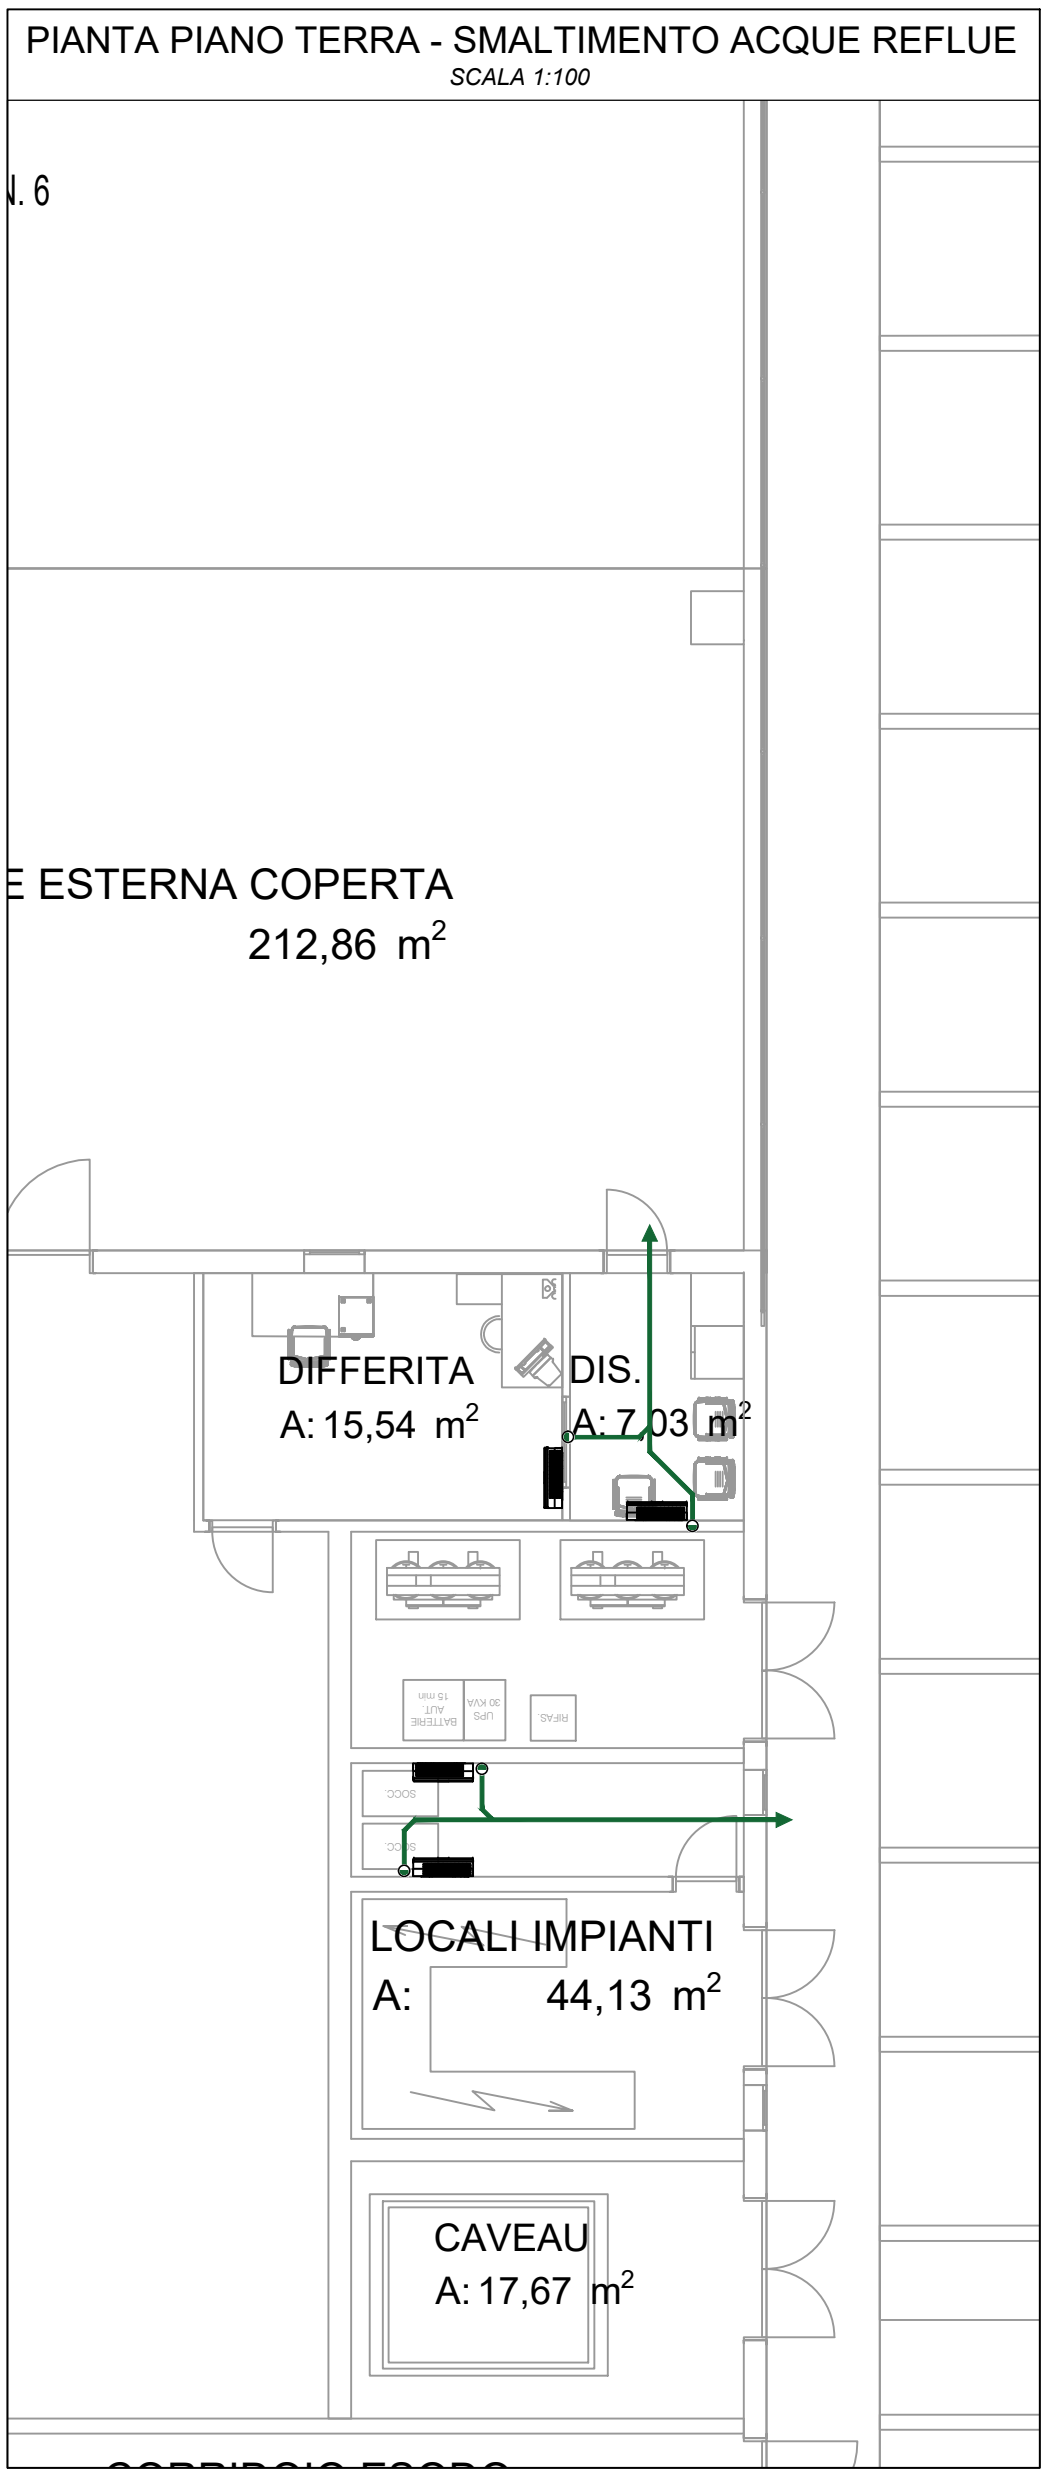 PIANTA PIANO TERRA - SMALTIMENTO ACQUE REFLUE
SCALA 1:100
N. 6
E ESTERNA COPERTA
212,86 m²
DIFFERITA
A: 15,54 m²
DIS.
A: 7,03 m²
BATTERIE
AUT.
15 min
UPS
30 KVA
RIFAS.
SOCC.
SOCC.
LOCALI IMPIANTI
A: 44,13 m²
CAVEAU
A: 17,67 m²
CORRIDOIO ESODO